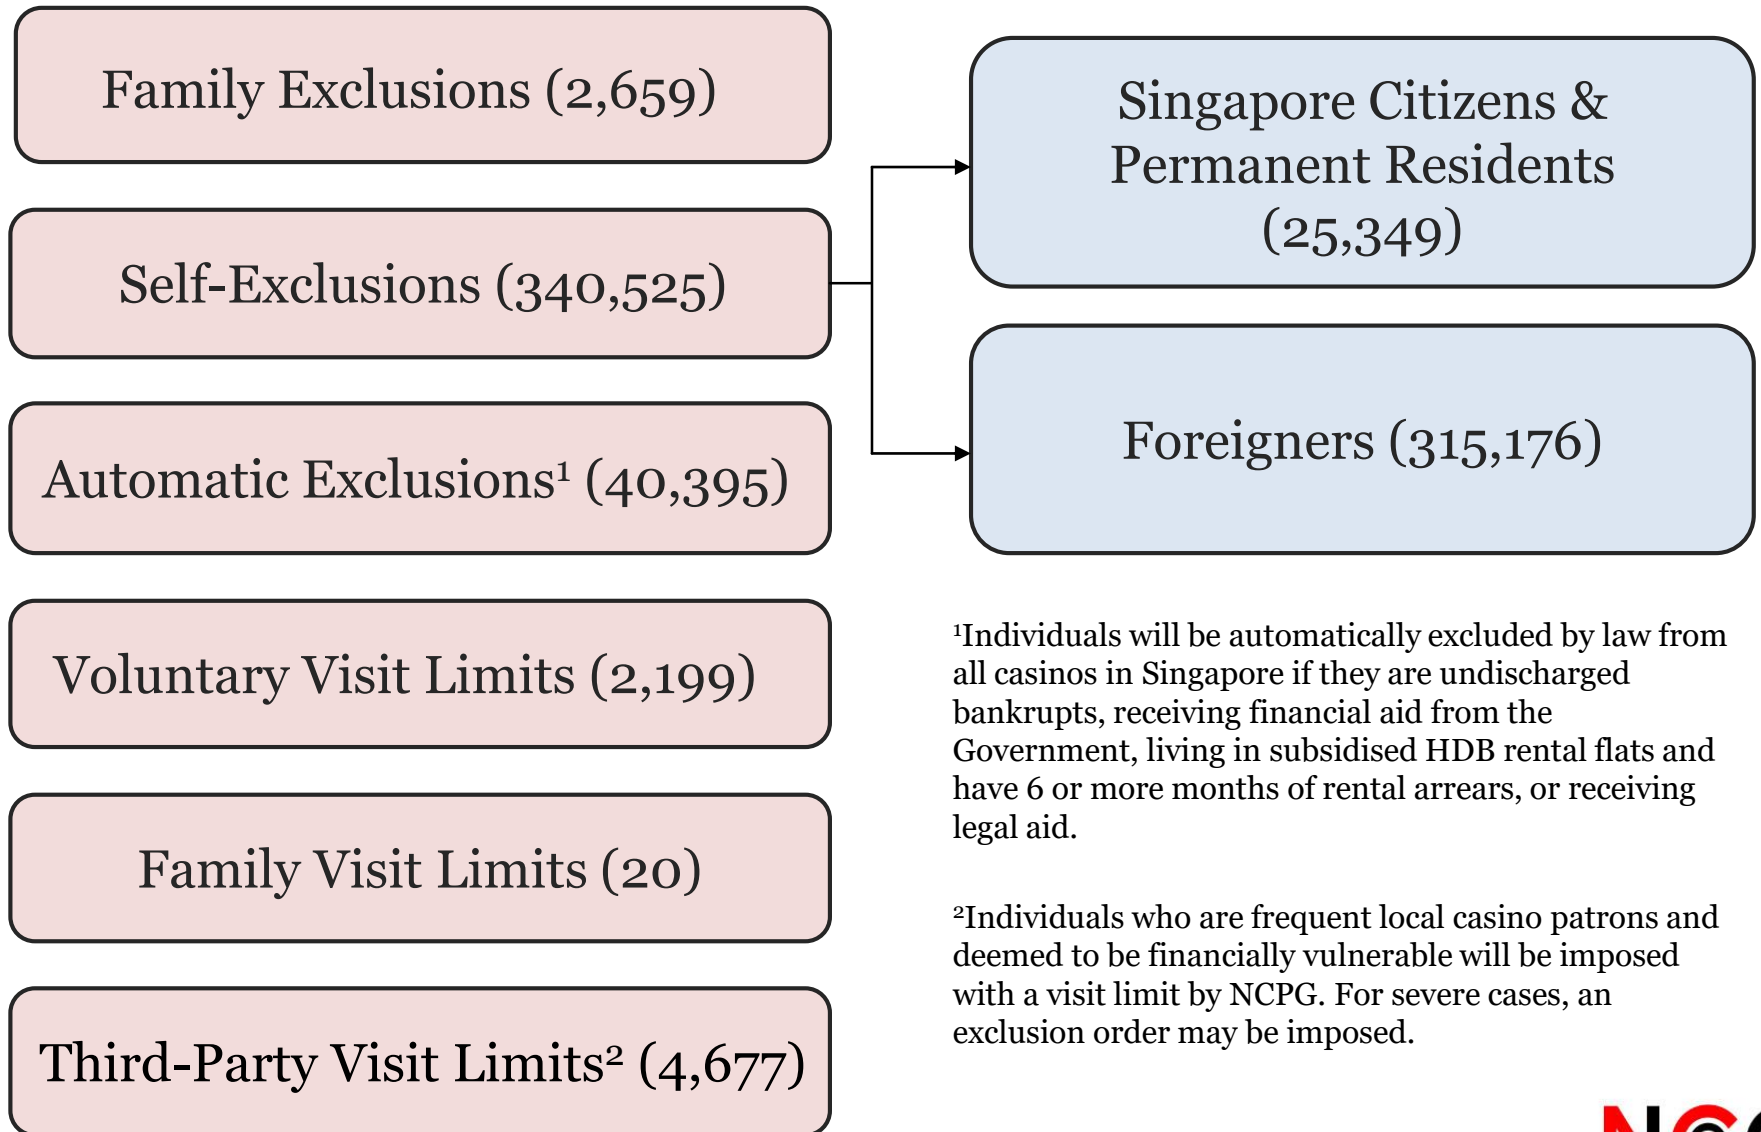 Family Exclusions (2,659)
Self-Exclusions (340,525)
Automatic Exclusions¹ (40,395)
Voluntary Visit Limits (2,199)
Family Visit Limits (20)
Third-Party Visit Limits² (4,677)
Singapore Citizens &
Permanent Residents
(25,349)
Foreigners (315,176)
¹Individuals will be automatically excluded by law from
all casinos in Singapore if they are undischarged
bankrupts, receiving financial aid from the
Government, living in subsidised HDB rental flats and
have 6 or more months of rental arrears, or receiving
legal aid.
²Individuals who are frequent local casino patrons and
deemed to be financially vulnerable will be imposed
with a visit limit by NCPG. For severe cases, an
exclusion order may be imposed.